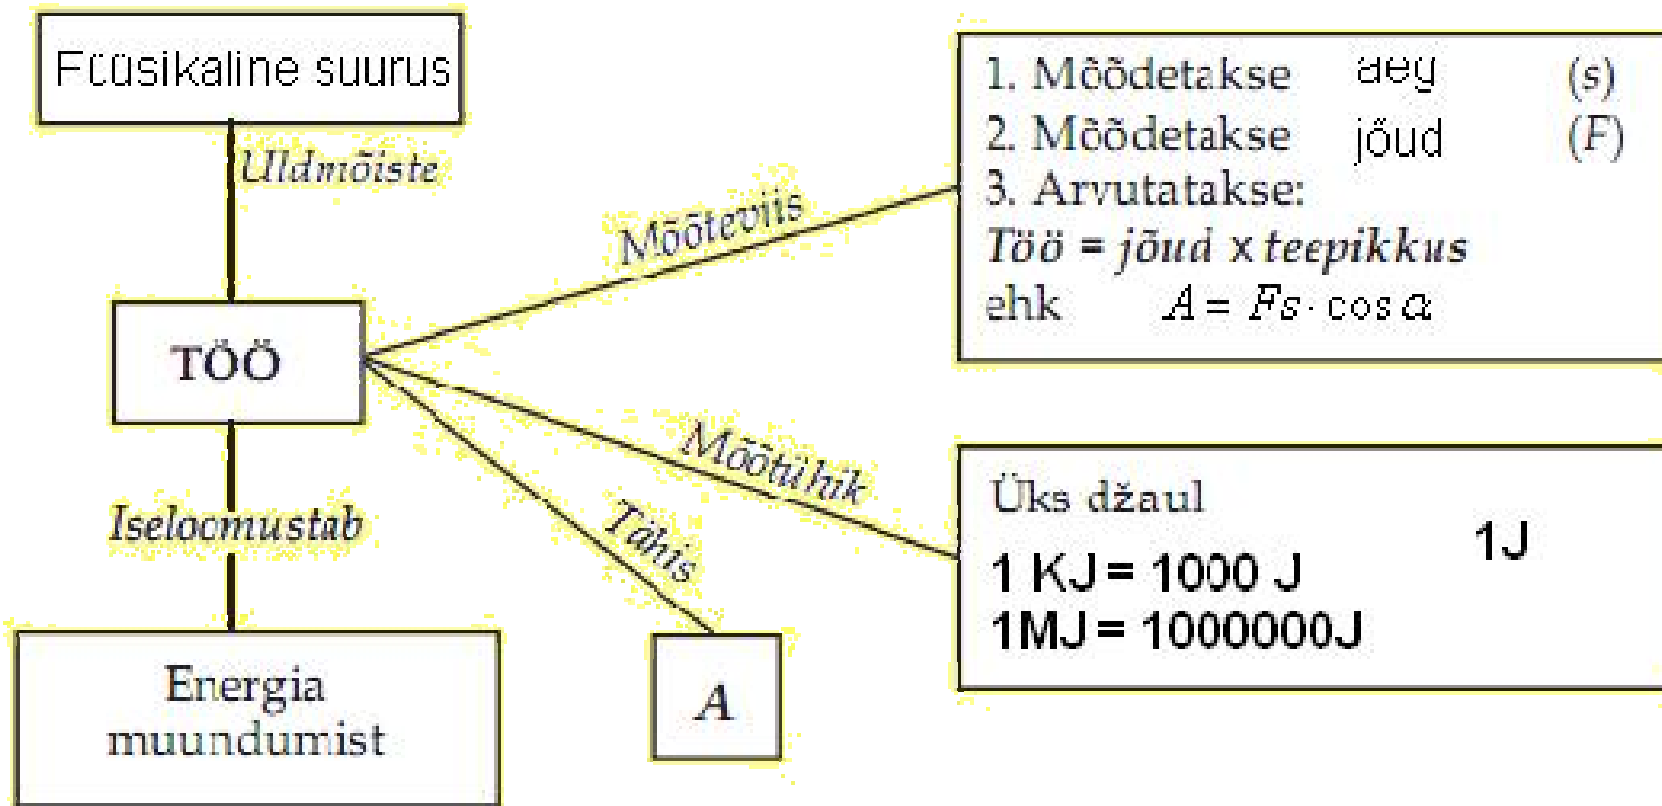 Füüsikaline suurus
Uldmõiste
TÖÖ
Iseloomustab
Energia
muundumist
Mõõteviis
1. Mõõdetakse aeg (s)
2. Mõõdetakse jõud (F)
3. Arvutatakse:
Töö = jõud x teepikkus
ehk A = Fs · cos α
Mõõtühik
Üks džaul
1J
1 KJ = 1000 J
1MJ = 1000000J
Tähis
A